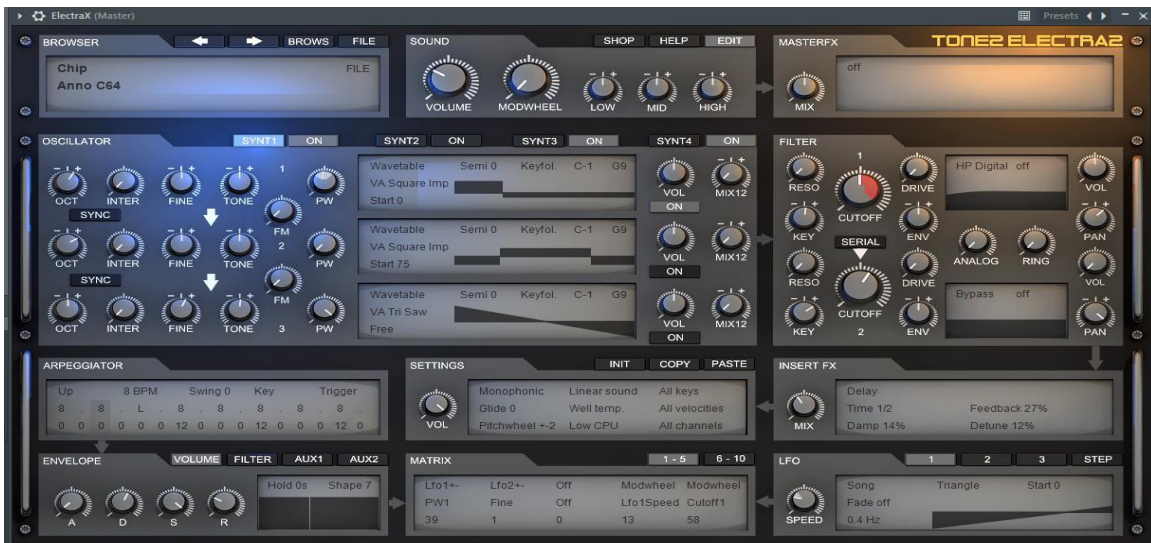 ElectraX (Master) Presets
BROWSER BROWS FILE
Chip FILE
Anno C64
SOUND SHOP HELP EDIT
VOLUME MODWHEEL LOW MID HIGH
MASTERFX TONE2 ELECTRA2
off
MIX
OSCILLATOR SYNT1 ON SYNT2 ON SYNT3 ON SYNT4 ON
OCT INTER FINE TONE 1 PW
Wavetable Semi 0 Keyfol. C-1 G9
VA Square Imp
Start 0
VOL MIX12
ON
SYNC
FM
OCT INTER FINE TONE 2 PW
Wavetable Semi 0 Keyfol. C-1 G9
VA Square Imp
Start 75
VOL MIX12
ON
SYNC
FM
OCT INTER FINE TONE 3 PW
Wavetable Semi 0 Keyfol. C-1 G9
VA Tri Saw
Free
VOL MIX12
ON
FILTER
1
RESO CUTOFF DRIVE HP Digital off VOL
KEY SERIAL ENV ANALOG RING PAN
RESO CUTOFF DRIVE Bypass off VOL
KEY 2 ENV PAN
ARPEGGIATOR
Up 8 BPM Swing 0 Key Trigger
8 . 8 . L . 8 . 8 . 8 . 8 . 8 .
0 0 0 0 0 0 12 0 0 0 12 0 0 0 12 0
SETTINGS INIT COPY PASTE
VOL
Monophonic Linear sound All keys
Glide 0 Well temp. All velocities
Pitchwheel +-2 Low CPU All channels
INSERT FX
MIX
Delay
Time 1/2 Feedback 27%
Damp 14% Detune 12%
ENVELOPE VOLUME FILTER AUX1 AUX2
A D S R
Hold 0s Shape 7
MATRIX 1 - 5 6 - 10
Lfo1+- Lfo2+- Off Modwheel Modwheel
PW1 Fine Off Lfo1Speed Cutoff1
39 1 0 13 58
LFO 1 2 3 STEP
SPEED
Song Triangle Start 0
Fade off
0.4 Hz